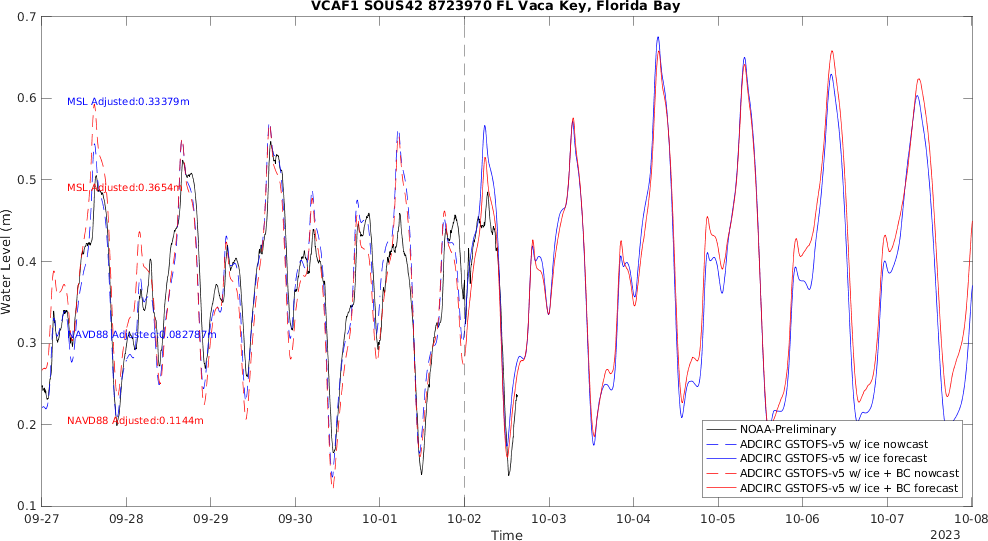 VCAF1 SOUS42 8723970 FL Vaca Key, Florida Bay
Water Level (m)
0.7
0.6
0.5
0.4
0.3
0.2
0.1
MSL Adjusted:0.33379m
MSL Adjusted:0.3654m
NAVD88 Adjusted:0.082787m
NAVD88 Adjusted:0.1144m
NOAA-Preliminary
ADCIRC GSTOFS-v5 w/ ice nowcast
ADCIRC GSTOFS-v5 w/ ice forecast
ADCIRC GSTOFS-v5 w/ ice + BC nowcast
ADCIRC GSTOFS-v5 w/ ice + BC forecast
09-27 09-28 09-29 09-30 10-01 10-02 10-03 10-04 10-05 10-06 10-07 10-08
Time
2023